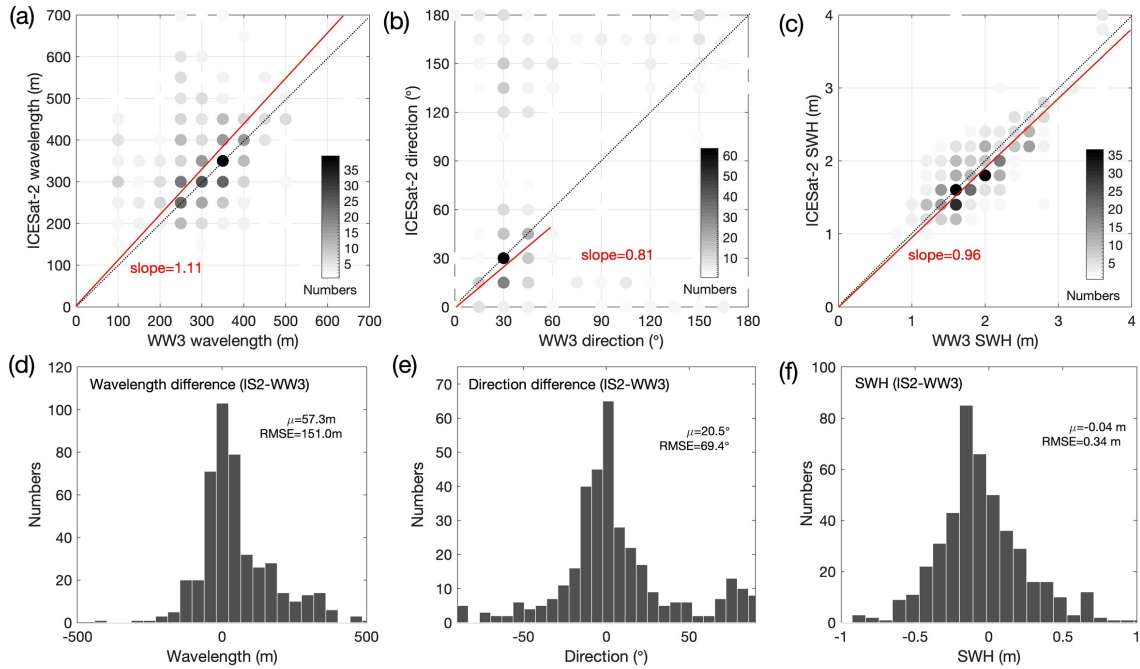 (a)
700
600
500
400
300
200
100
0
ICESat-2 wavelength (m)
slope=1.11
35
30
25
20
15
10
5
Numbers
0 100 200 300 400 500 600 700
WW3 wavelength (m)
(b)
180
150
120
90
60
30
0
ICESat-2 direction (°)
slope=0.81
60
50
40
30
20
10
Numbers
0 30 60 90 120 150 180
WW3 direction (°)
(c)
4
3
2
1
0
ICESat-2 SWH (m)
slope=0.96
35
30
25
20
15
10
5
Numbers
0 1 2 3 4
WW3 SWH (m)
(d)
120
100
80
60
40
20
0
Numbers
Wavelength difference (IS2-WW3)
μ=57.3m
RMSE=151.0m
-500 0 500
Wavelength (m)
(e)
70
60
50
40
30
20
10
0
Numbers
Direction difference (IS2-WW3)
μ=20.5°
RMSE=69.4°
-50 0 50
Direction (°)
(f)
100
80
60
40
20
0
Numbers
SWH (IS2-WW3)
μ=-0.04 m
RMSE=0.34 m
-1 -0.5 0 0.5 1
SWH (m)